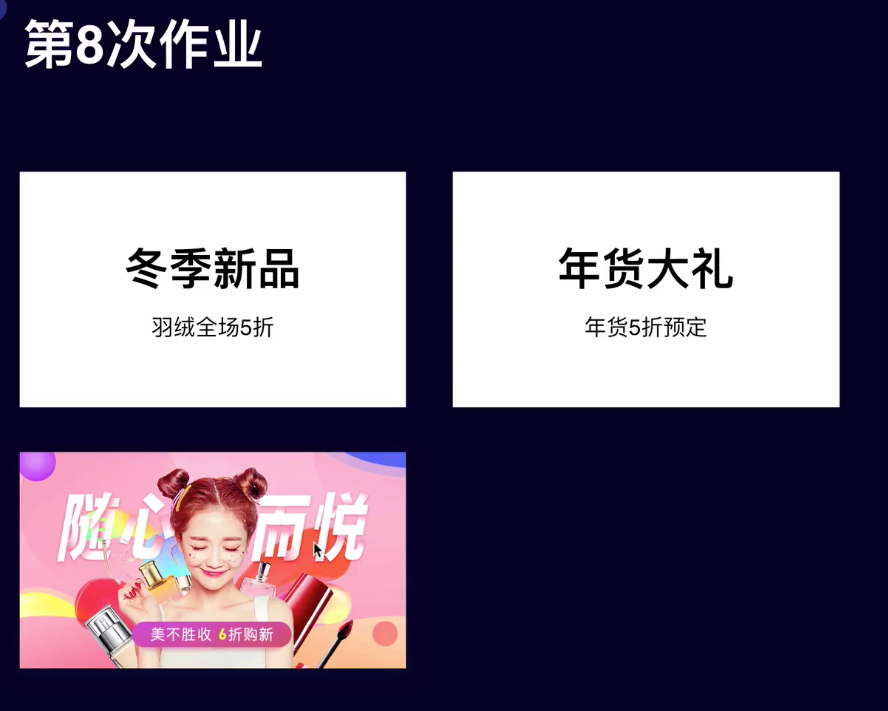 第8次作业
冬季新品
羽绒全场5折
年货大礼
年货5折预定
随心而悦
美不胜收 6折购新